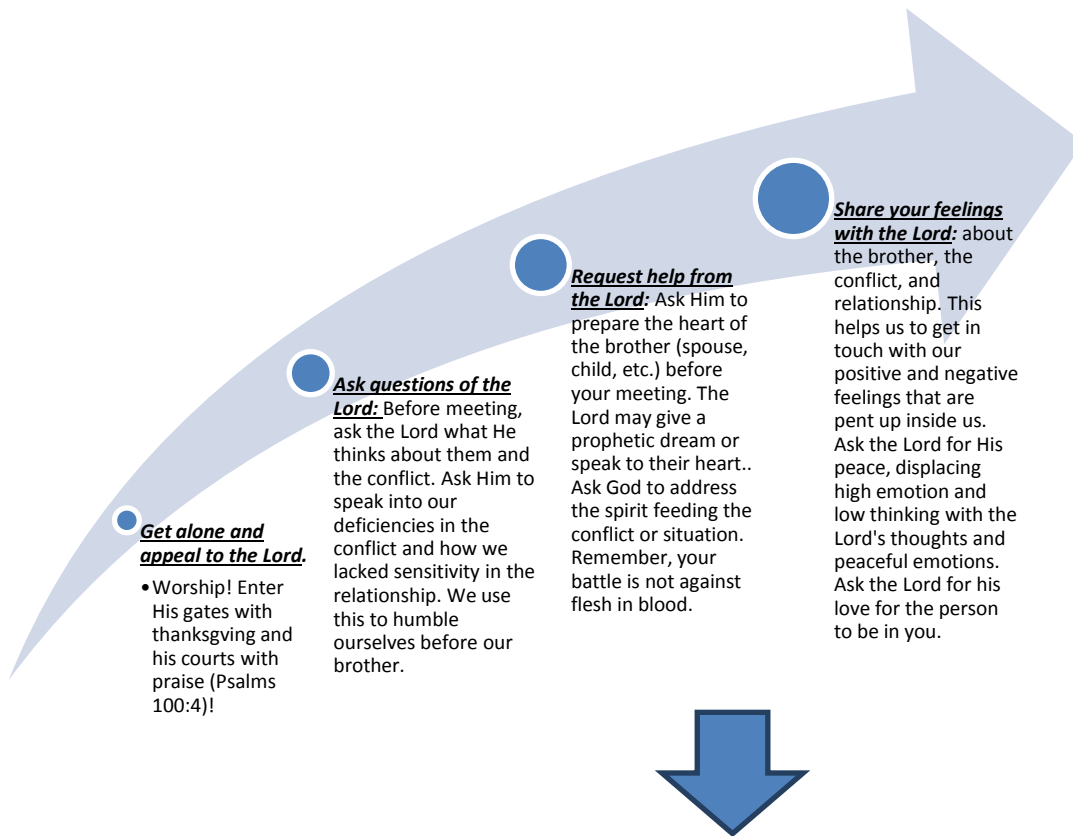 Get alone and
appeal to the Lord.
•Worship! Enter
His gates with
thanksgving and
his courts with
praise (Psalms
100:4)!
Ask questions of the
Lord: Before meeting,
ask the Lord what He
thinks about them and
the conflict. Ask Him to
speak into our
deficiencies in the
conflict and how we
lacked sensitivity in the
relationship. We use
this to humble
ourselves before our
brother.
Request help from
the Lord: Ask Him to
prepare the heart of
the brother (spouse,
child, etc.) before
your meeting. The
Lord may give a
prophetic dream or
speak to their heart..
Ask God to address
the spirit feeding the
conflict or situation.
Remember, your
battle is not against
flesh in blood.
Share your feelings
with the Lord: about
the brother, the
conflict, and
relationship. This
helps us to get in
touch with our
positive and negative
feelings that are
pent up inside us.
Ask the Lord for His
peace, displacing
high emotion and
low thinking with the
Lord's thoughts and
peaceful emotions.
Ask the Lord for his
love for the person
to be in you.